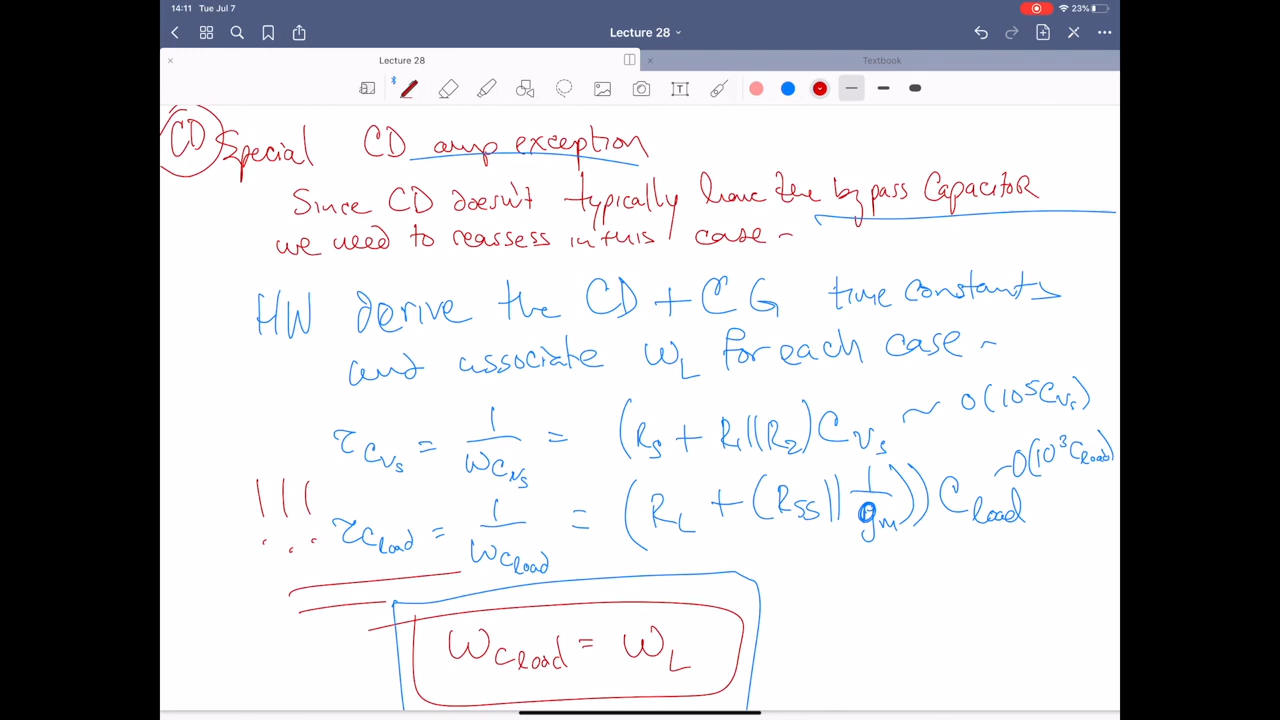 14:11 Tue Jul 7
23%
Lecture 28
Lecture 28
Textbook
CD Special CD amp exception
Since CD doesn't typically have the bypass Capacitor
we need to reassess in this case -
HW derive the CD + CG time constants
and associate ωL for each case -
τCvs = 1/ωCvs = (Rs + R1||R2) Cvs ~ O(10^5 Cvs)
!!! τCload = 1/ωCload = (RL + (RSS||1/gm)) Cload ~O(10^3 Cload)
ωCload = ωL